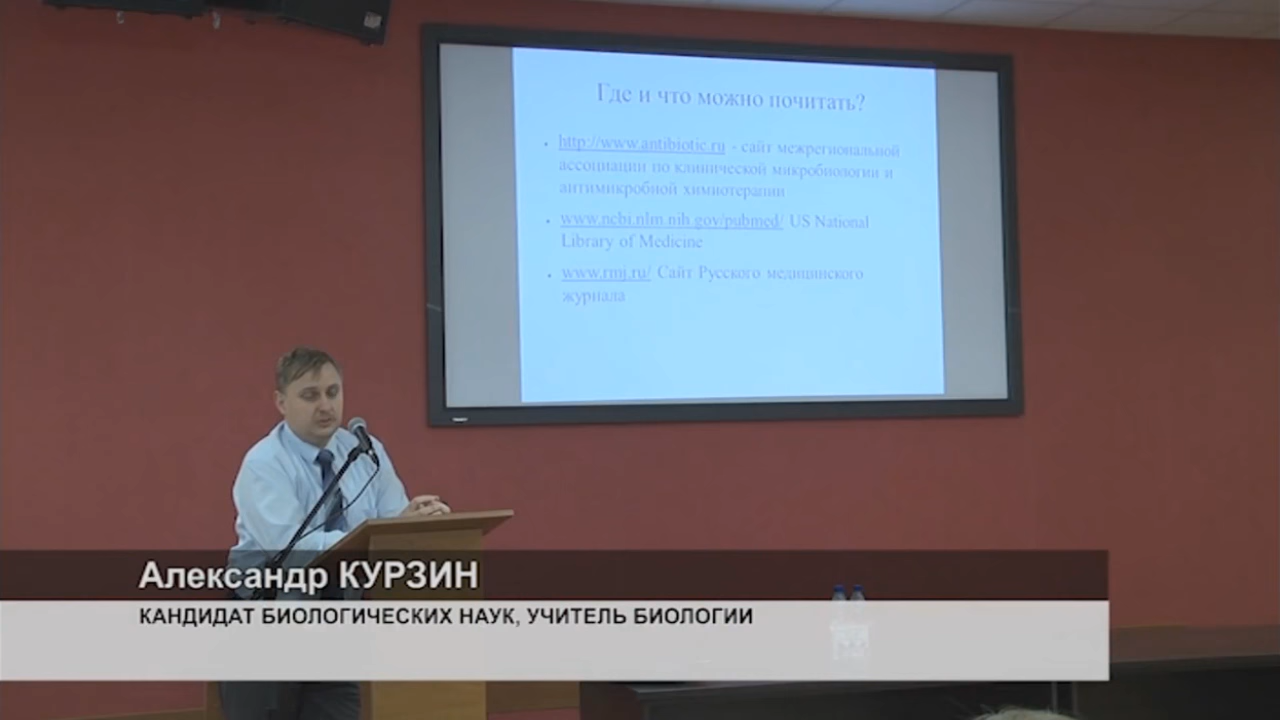 Где и что можно почитать?
http://www.antibiotic.ru - сайт межрегиональной
ассоциации по клинической микробиологии и
антимикробной химиотерапии
www.ncbi.nlm.nih.gov/pubmed/ US National
Library of Medicine
www.rmj.ru/ Сайт Русского медицинского
журнала
Александр КУРЗИН
КАНДИДАТ БИОЛОГИЧЕСКИХ НАУК, УЧИТЕЛЬ БИОЛОГИИ